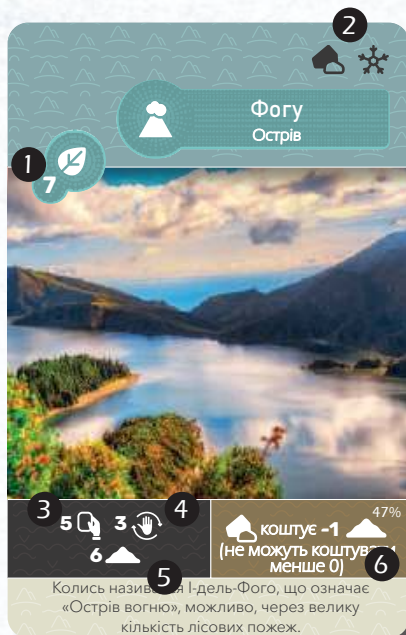 2
Фогу
Острів
1
7
3 5 3 4
6
5
47%
коштує -1
(не можуть коштувати
менше 0) 6
Колись І-дель-Фого, що означає
«Острів вогню», можливо, через велику
кількість лісових пожеж.